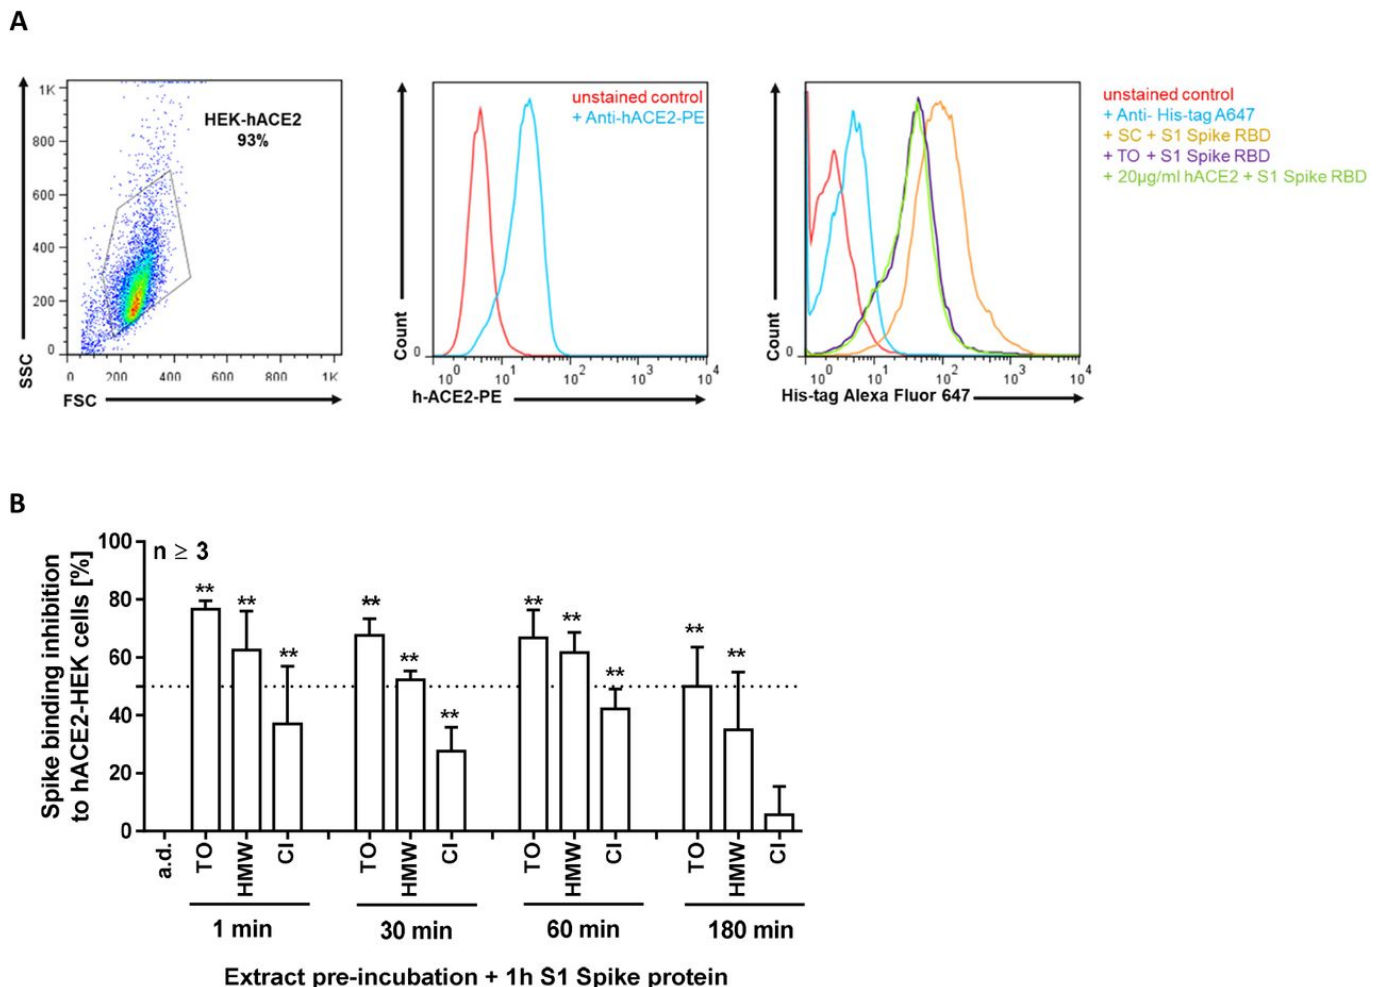 A
1K
800
600
400
200
0
SSC
HEK-hACE2
93%
0 200 400 600 800 1K
FSC
Count
0
unstained control
+ Anti-hACE2-PE
10^0 10^1 10^2 10^3 10^4
h-ACE2-PE
Count
0
10^0 10^1 10^2 10^3 10^4
His-tag Alexa Fluor 647
unstained control
+ Anti- His-tag A647
+ SC + S1 Spike RBD
+ TO + S1 Spike RBD
+ 20µg/ml hACE2 + S1 Spike RBD
B
Spike binding inhibition
to hACE2-HEK cells [%]
100
80
60
40
20
0
n ≥ 3
** ** **
** ** **
** ** **
** **
a.d. TO HMW CI TO HMW CI TO HMW CI TO HMW CI
1 min 30 min 60 min 180 min
Extract pre-incubation + 1h S1 Spike protein